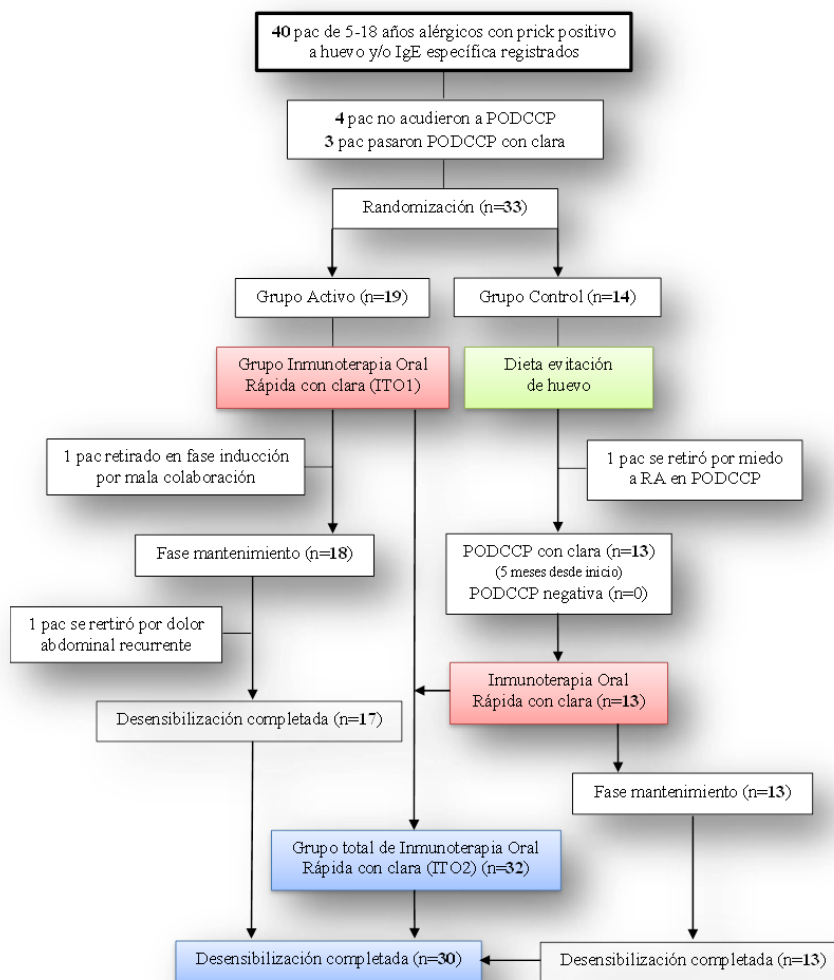 40 pac de 5-18 años alérgicos con prick positivo
a huevo y/o IgE específica registrados
4 pac no acudieron a PODCCP
3 pac pasaron PODCCP con clara
Randomización (n=33)
Grupo Activo (n=19)
Grupo Control (n=14)
Grupo Inmunoterapia Oral
Rápida con clara (ITO1)
Dieta evitación
de huevo
1 pac retirado en fase inducción
por mala colaboración
1 pac se retiró por miedo
a RA en PODCCP
Fase mantenimiento (n=18)
PODCCP con clara (n=13)
(5 meses desde inicio)
PODCCP negativa (n=0)
1 pac se rertiró por dolor
abdominal recurrente
Inmunoterapia Oral
Rápida con clara (n=13)
Desensibilización completada (n=17)
Fase mantenimiento (n=13)
Grupo total de Inmunoterapia Oral
Rápida con clara (ITO2) (n=32)
Desensibilización completada (n=30)
Desensibilización completada (n=13)